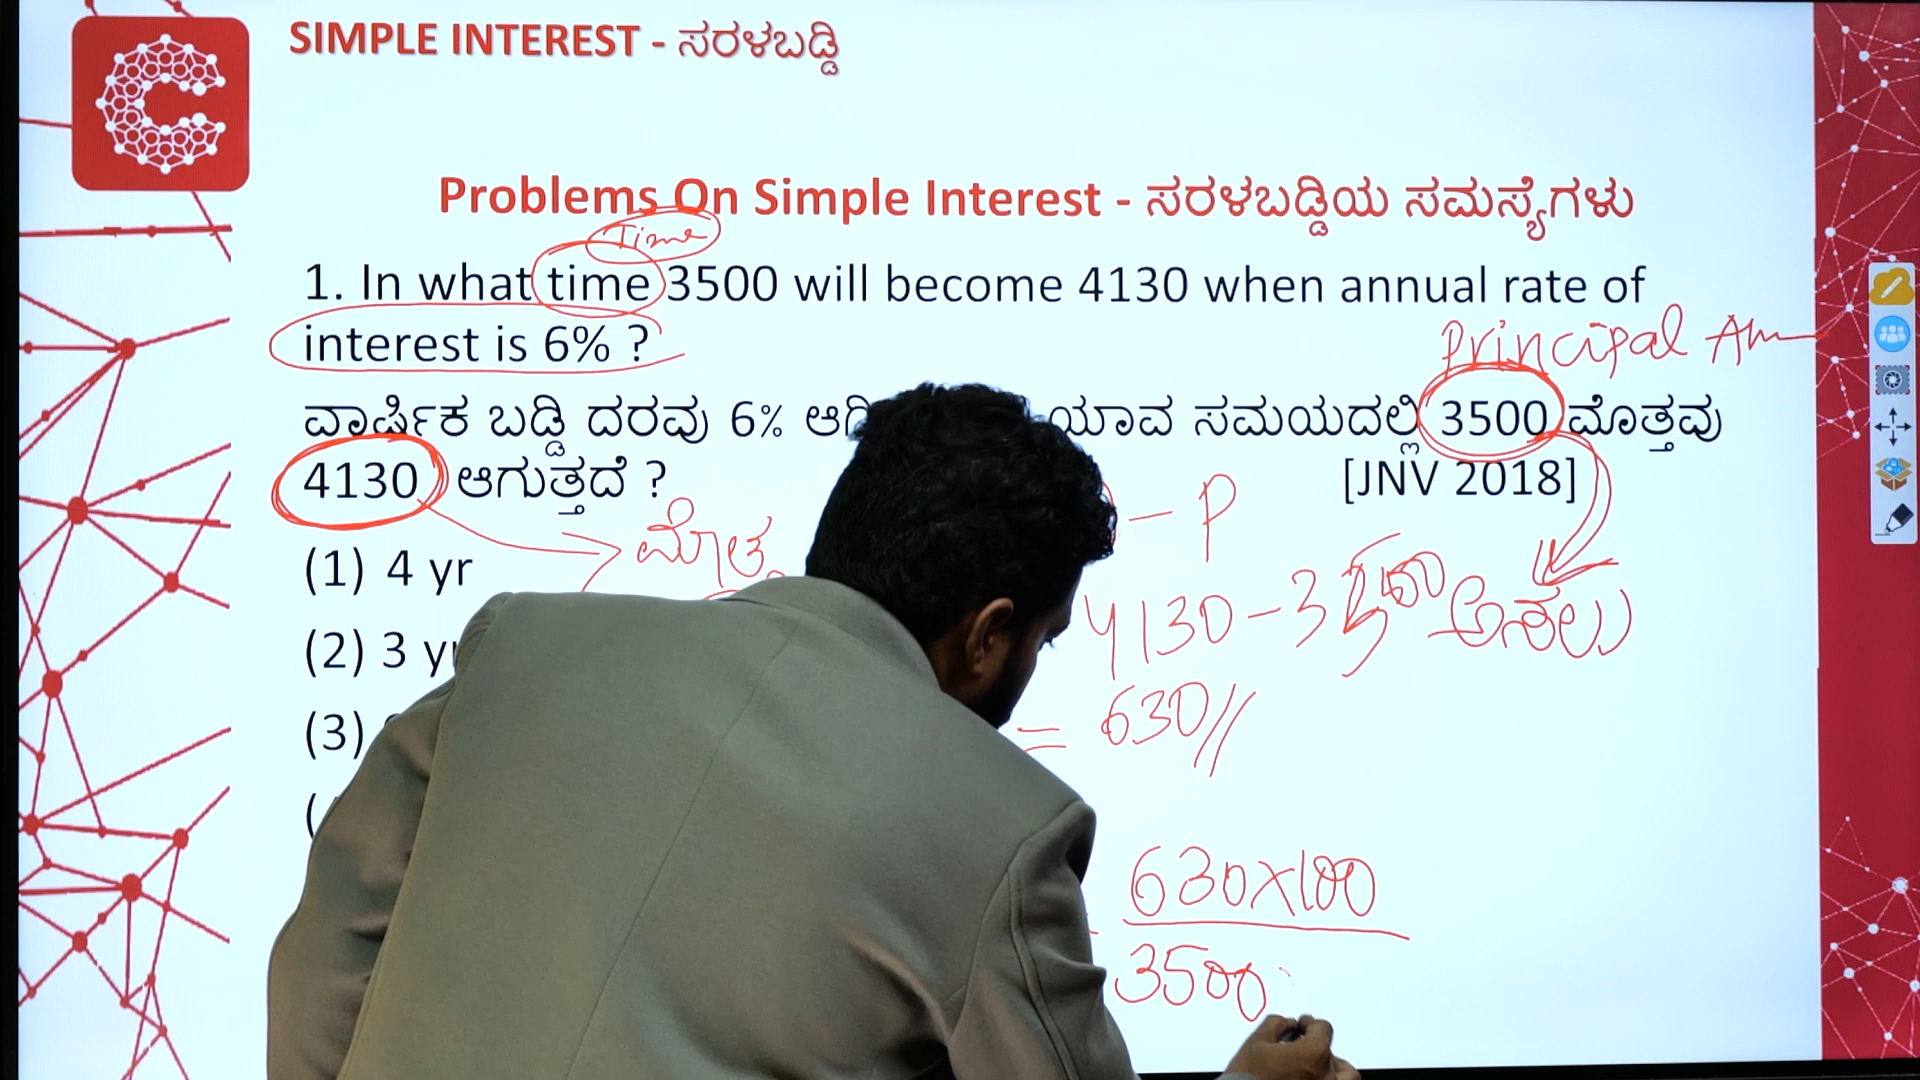 SIMPLE INTEREST - ಸರಳಬಡ್ಡಿ
Problems On Simple Interest - ಸರಳಬಡ್ಡಿಯ ಸಮಸ್ಯೆಗಳು
Time
1. In what time 3500 will become 4130 when annual rate of
interest is 6% ?
Principal Am
ವಾರ್ಷಿಕ ಬಡ್ಡಿ ದರವು 6% ಯಾವ ಸಮಯದಲ್ಲಿ 3500 ಮೊತ್ತವು
4130 ಆಗುತ್ತದೆ ?
[JNV 2018]
- P
ಮೊತ್ತ
(1) 4 yr
4130 - 3500 ಅಸಲು
(2) 3 y
= 630//
(3)
630x100
3500